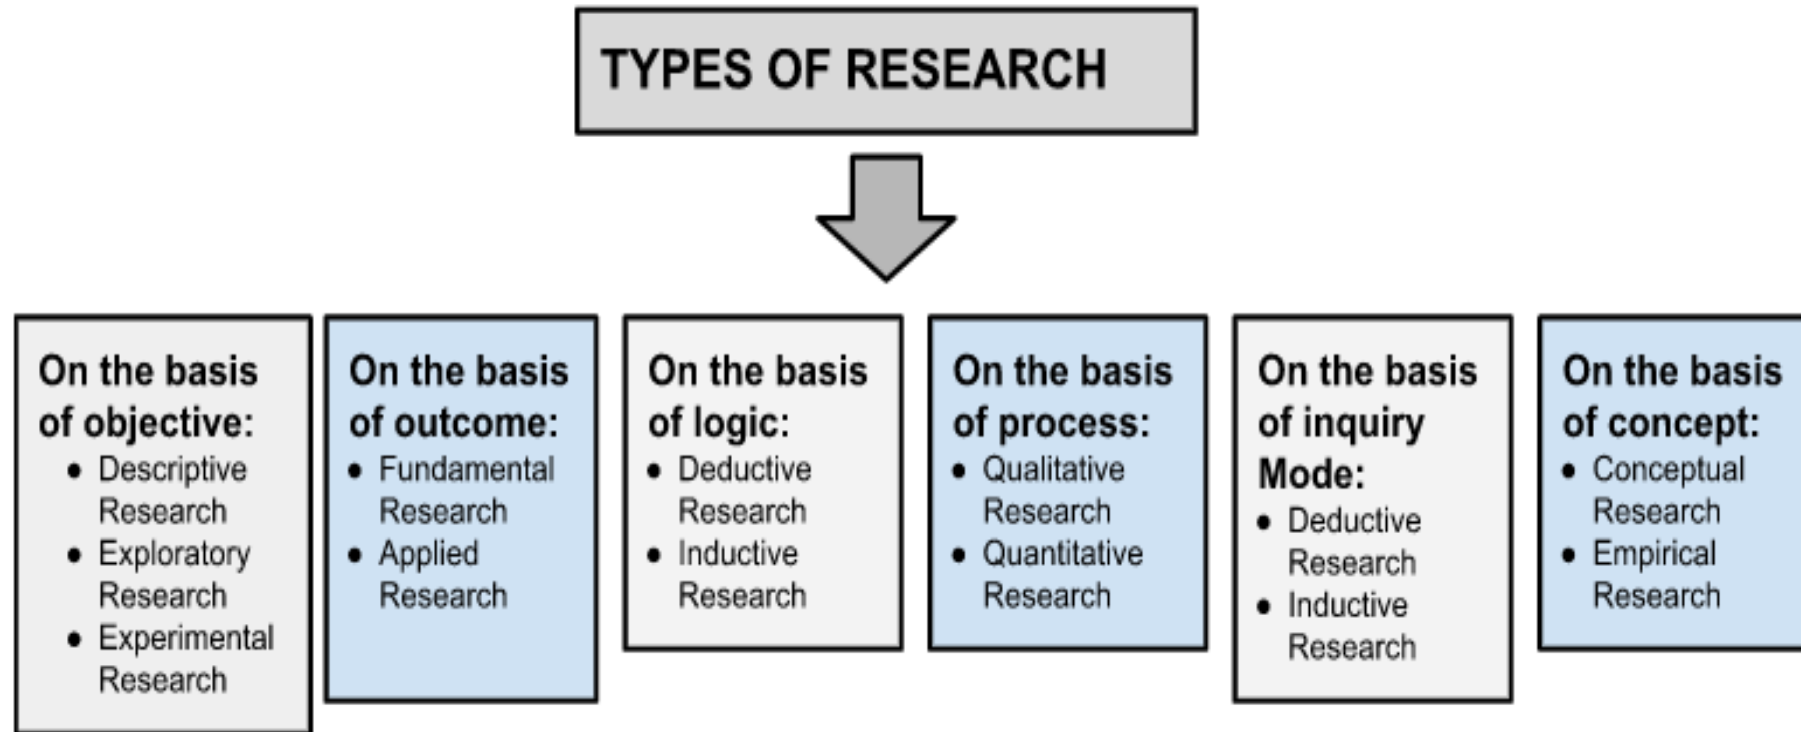 TYPES OF RESEARCH
On the basis
of objective:
● Descriptive
Research
● Exploratory
Research
● Experimental
Research
On the basis
of outcome:
● Fundamental
Research
● Applied
Research
On the basis
of logic:
● Deductive
Research
● Inductive
Research
On the basis
of process:
● Qualitative
Research
● Quantitative
Research
On the basis
of inquiry
Mode:
● Deductive
Research
● Inductive
Research
On the basis
of concept:
● Conceptual
Research
● Empirical
Research